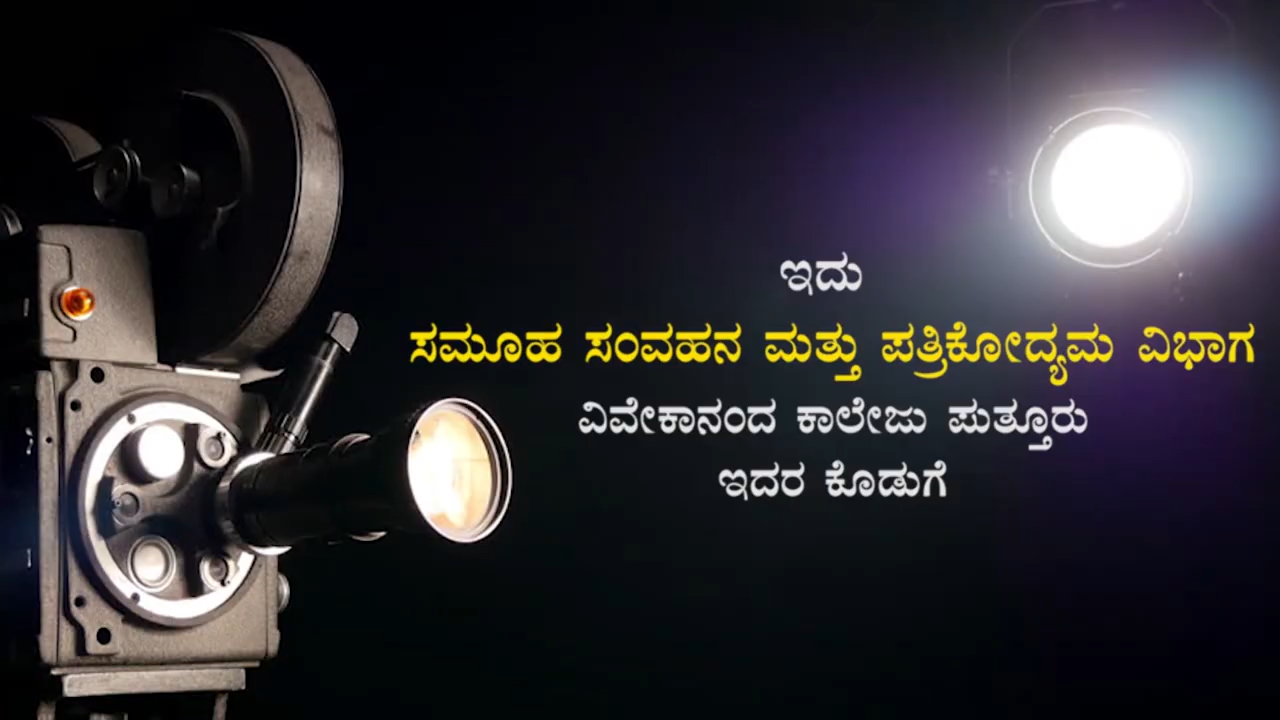 ಇದು
ಸಮೂಹ ಸಂವಹನ ಮತ್ತು ಪತ್ರಿಕೋದ್ಯಮ ವಿಭಾಗ
ವಿವೇಕಾನಂದ ಕಾಲೇಜು ಪುತ್ತೂರು
ಇದರ ಕೊಡುಗೆ